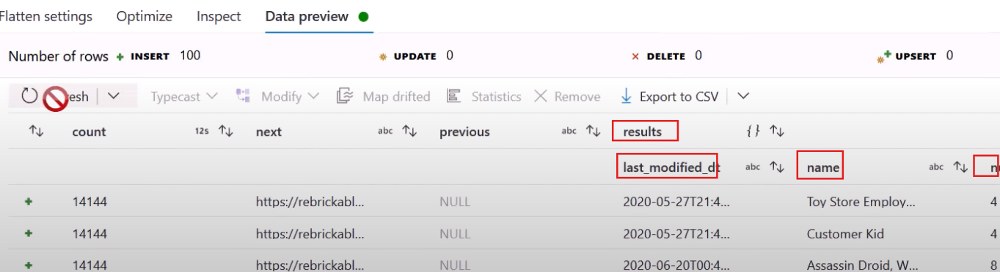 Flatten settings Optimize Inspect Data preview
Number of rows + INSERT 100 * UPDATE 0 × DELETE 0 UPSERT 0
Typecast Modify Map drifted Statistics Remove Export to CSV
count 12s next abc previous abc results {}
last_modified_dt abc name abc
14144 https://rebrickabl... NULL 2020-05-27T21:4... Toy Store Employ... 4
14144 https://rebrickabl... NULL 2020-05-27T21:4... Customer Kid 4
14144 https://rebrickabl... NULL 2020-06-20T00:4... Assassin Droid, W... 8